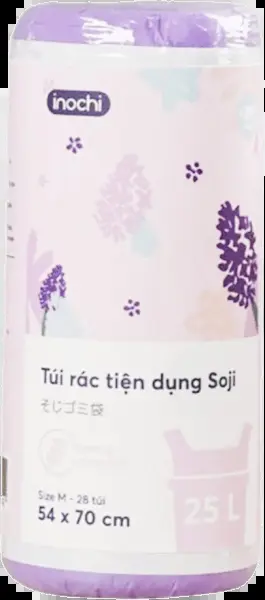 inochi
Túi rác tiện dụng Soji
そじゴミ袋
Size M - 28 túi
54 x 70 cm
25 L